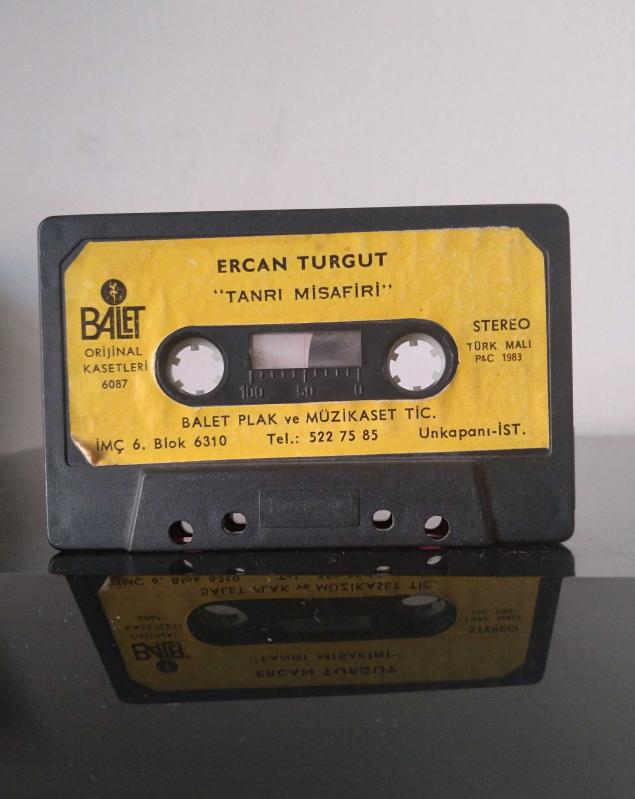 ERCAN TURGUT
"TANRI MİSAFİRİ"
BALET
ORİJİNAL
KASETLERİ
6087
STEREO
TÜRK MALI
P&C 1983
100 50 0
BALET PLAK ve MÜZİKASET TİC.
İMÇ 6. Blok 6310 Tel.: 522 75 85 Unkapanı-İST.